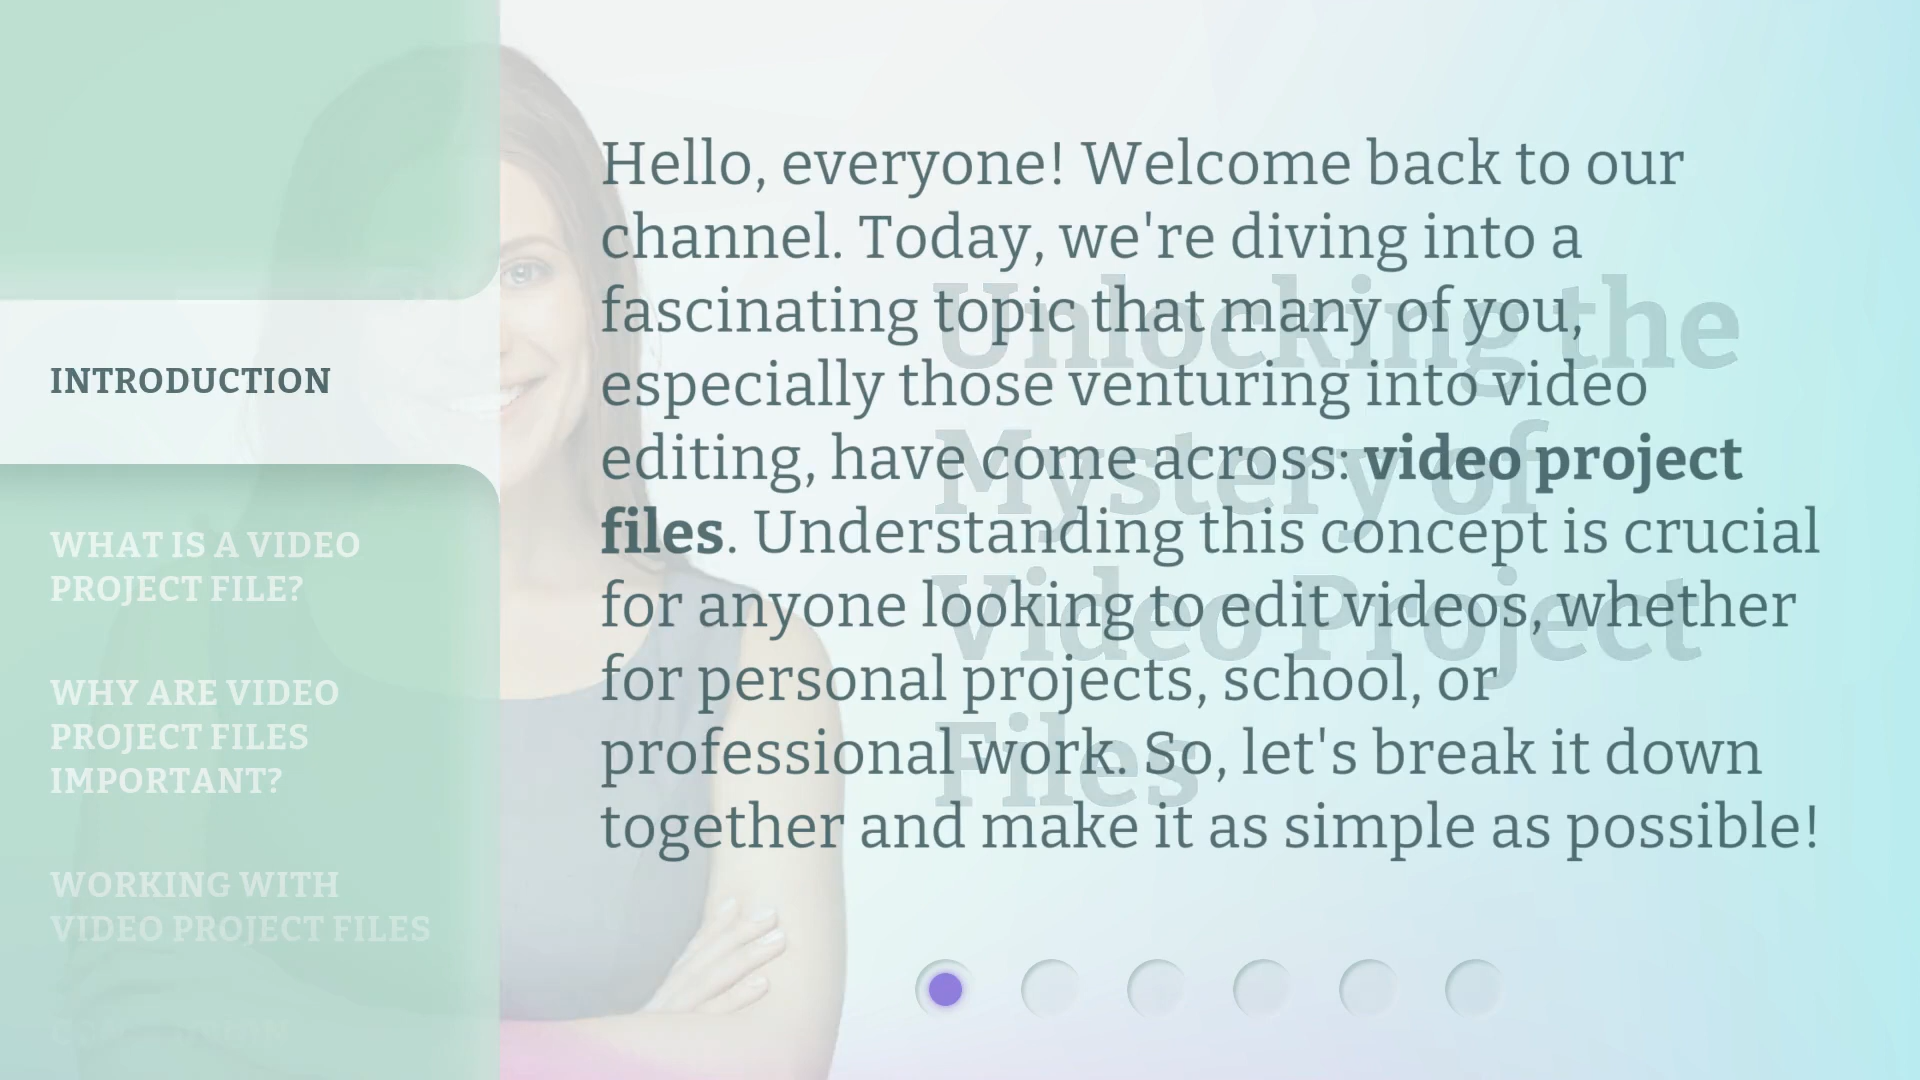 INTRODUCTION
WHAT IS A VIDEO
PROJECT FILE?
WHY ARE VIDEO
PROJECT FILES
IMPORTANT?
WORKING WITH
VIDEO PROJECT FILES
Hello, everyone! Welcome back to our
channel. Today, we're diving into a
fascinating topic that many of you,
especially those venturing into video
editing, have come across: video project
files. Understanding this concept is crucial
for anyone looking to edit videos, whether
for personal projects, school, or
professional work. So, let's break it down
together and make it as simple as possible!
Unlocking the
Mystery of
Video Project
Files